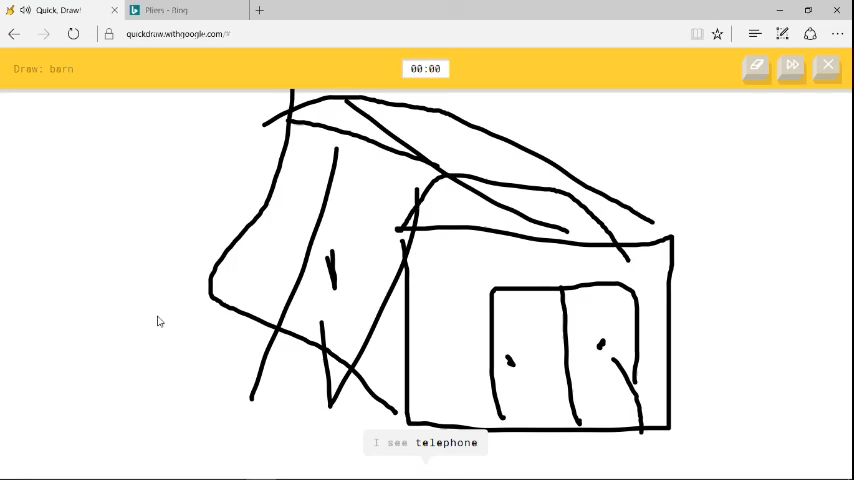 Quick, Draw!
Pliers - Bing
quickdraw.withgoogle.com/#
Draw: barn
00:00
I see telephone